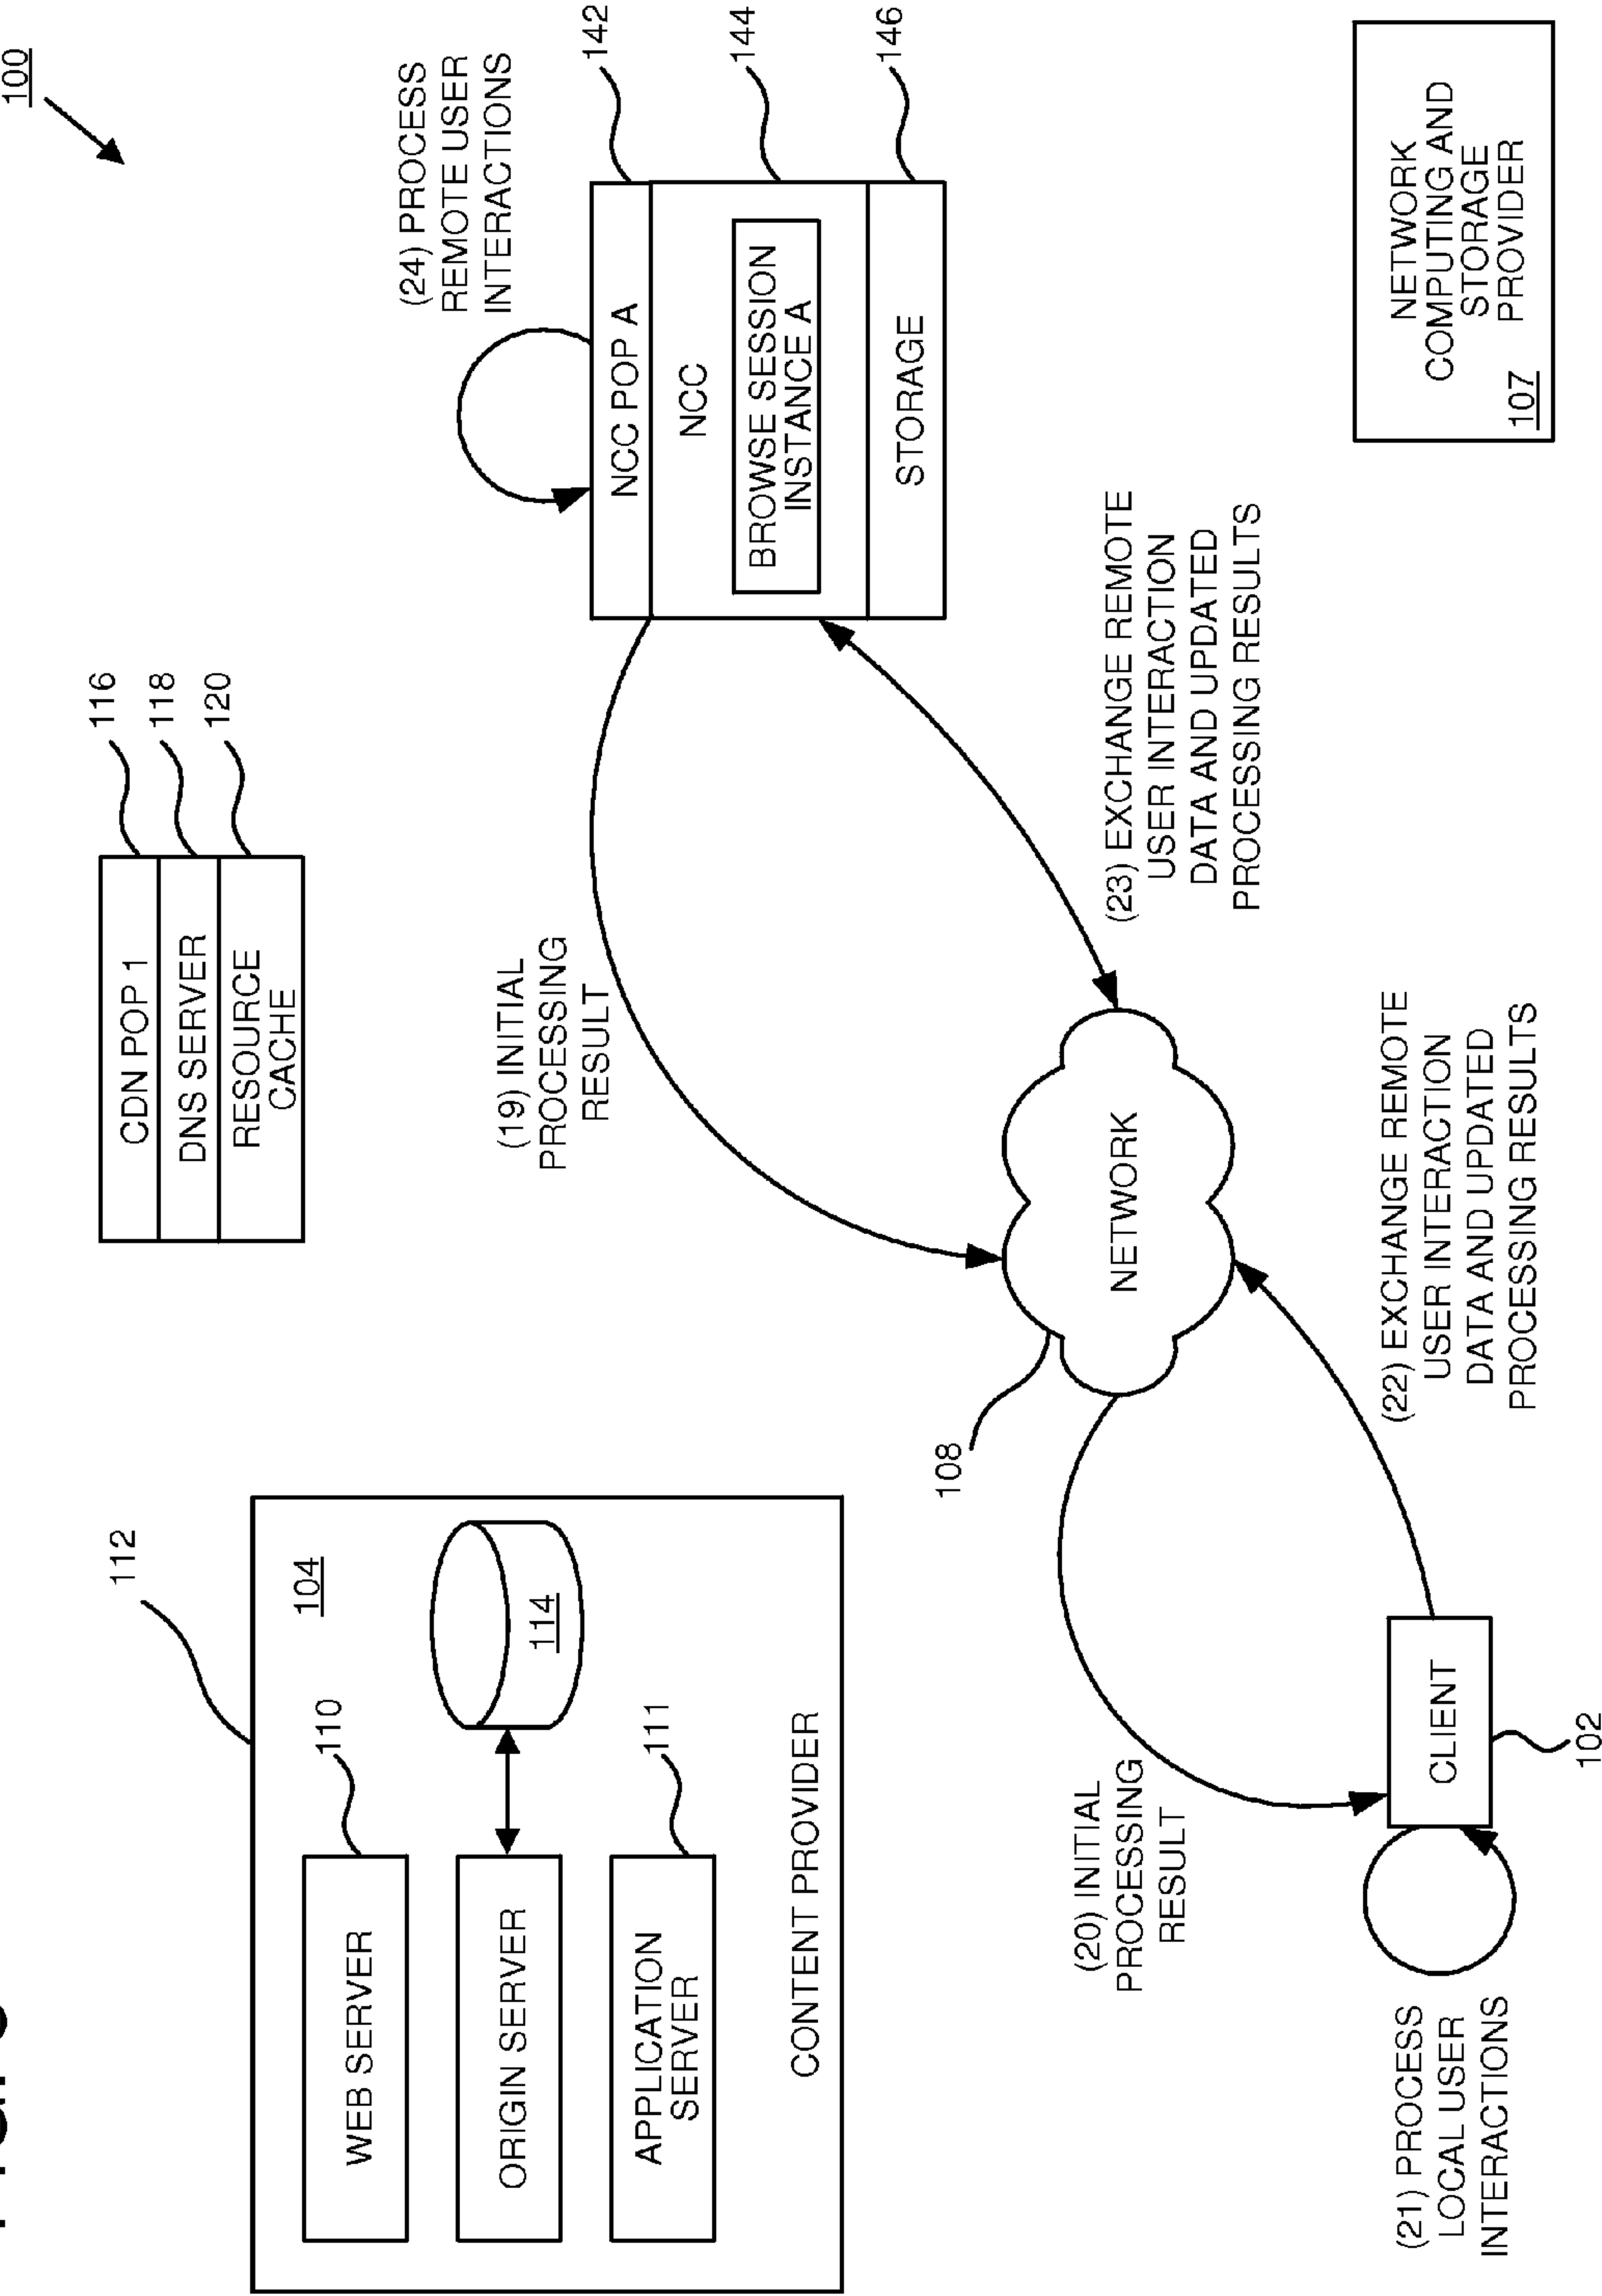 100
112
104
110
WEB SERVER
ORIGIN SERVER
114
111
APPLICATION
SERVER
CONTENT PROVIDER
CDN POP 1
DNS SERVER
RESOURCE
CACHE
116
118
120
(24) PROCESS
REMOTE USER
INTERACTIONS
142
144
146
NCC POP A
NCC
BROWSE SESSION
INSTANCE A
STORAGE
(19) INITIAL
PROCESSING
RESULT
108
NETWORK
(23) EXCHANGE REMOTE
USER INTERACTION
DATA AND UPDATED
PROCESSING RESULTS
(20) INITIAL
PROCESSING
RESULT
(22) EXCHANGE REMOTE
USER INTERACTION
DATA AND UPDATED
PROCESSING RESULTS
(21) PROCESS
LOCAL USER
INTERACTIONS
CLIENT
102
NETWORK
COMPUTING AND
STORAGE
PROVIDER
107